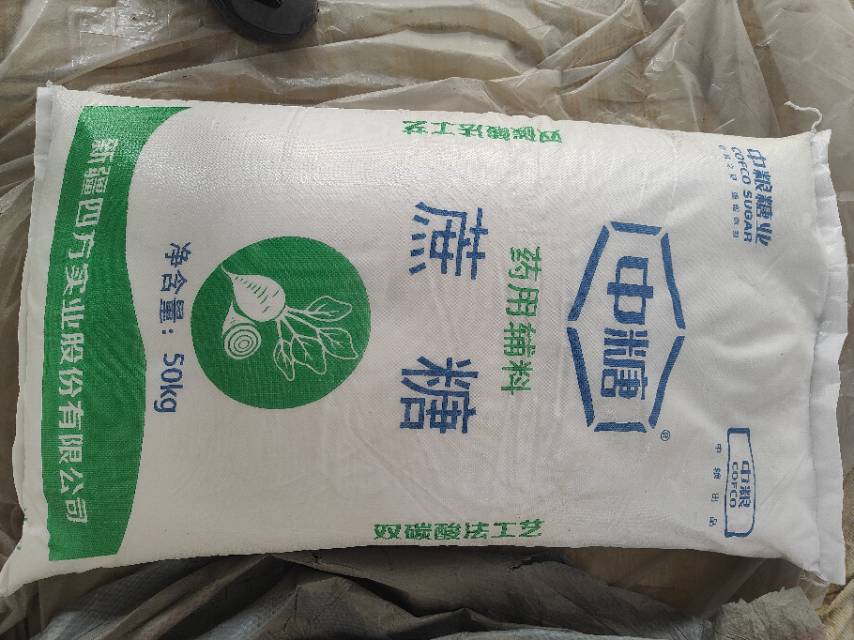 中粮糖业
COFCO SUGAR
中粮
COFCO
中糖
®
药用辅料
蔗糖
双碳酸法工艺
净含量：50kg
新疆四方实业股份有限公司